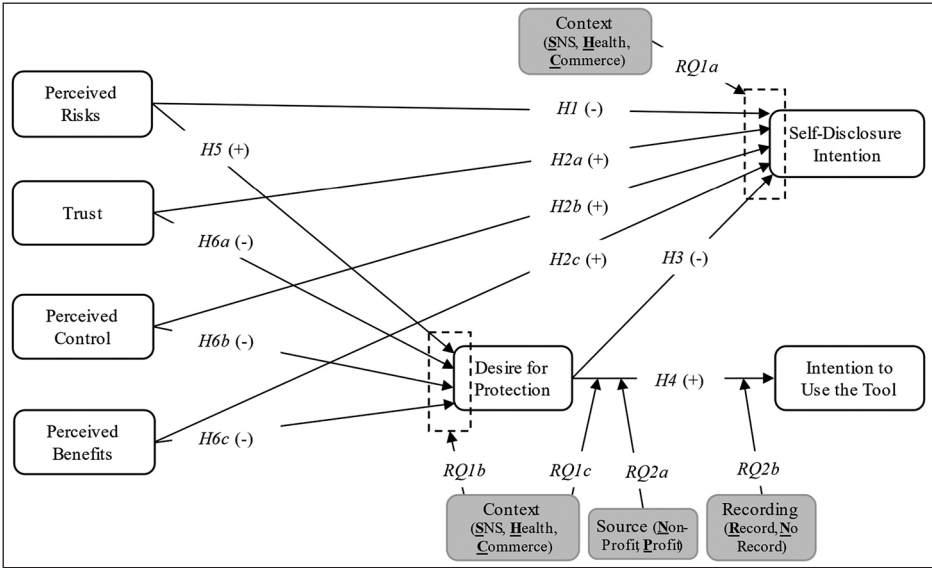 Context
(SNS, Health,
Commerce)
RQ1a
Perceived
Risks
H1 (-)
Self-Disclosure
Intention
H5 (+)
H2a (+)
Trust
H2b (+)
H6a (-)
H2c (+)
H3 (-)
Perceived
Control
H6b (-)
Desire for
Protection
H4 (+)
Intention to
Use the Tool
Perceived
Benefits
H6c (-)
RQ1b
RQ1c
RQ2a
RQ2b
Context
(SNS, Health,
Commerce)
Source (Non-
Profit, Profit)
Recording
(Record, No
Record)